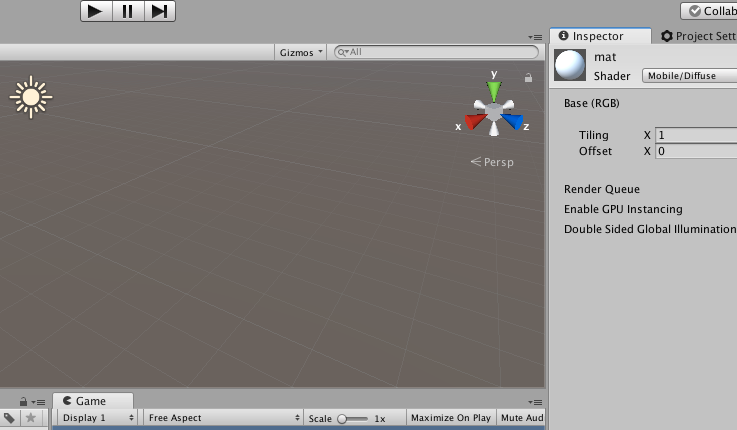 Collab
Inspector
Project Sett
Gizmos
All
mat
Shader
Mobile/Diffuse
y
x
z
Persp
Base (RGB)
Tiling X 1
Offset X 0
Render Queue
Enable GPU Instancing
Double Sided Global Illumination
Game
Display 1 Free Aspect Scale 1x Maximize On Play Mute Aud